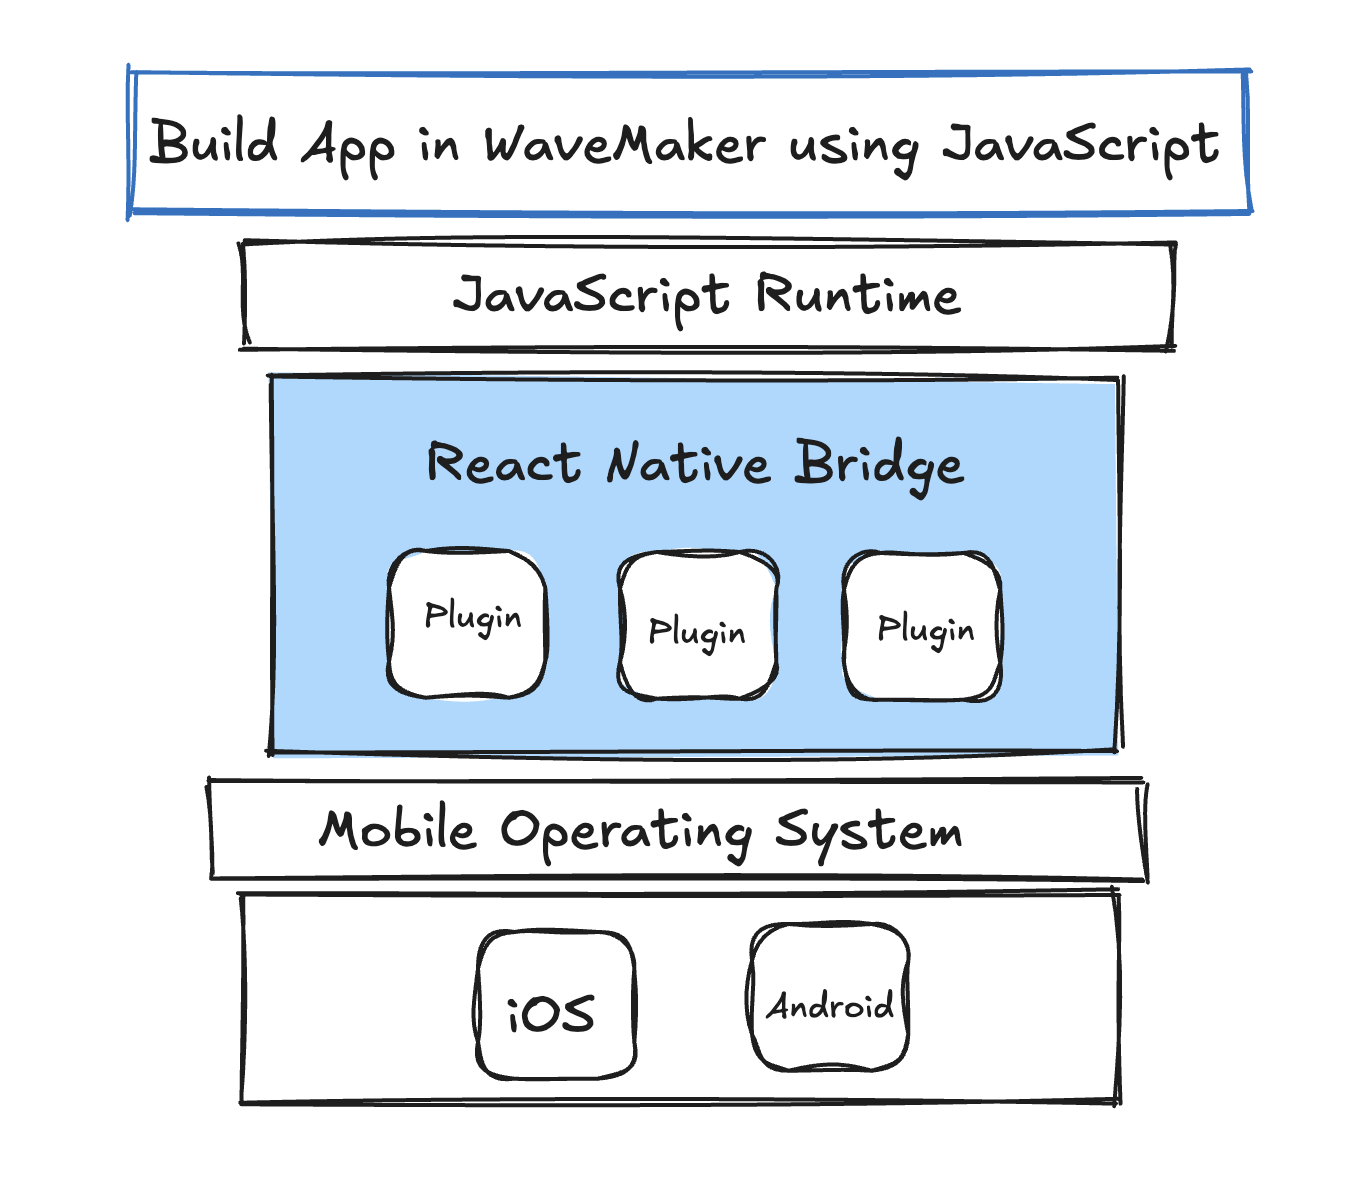 Build App in WaveMaker using JavaScript
JavaScript Runtime
React Native Bridge
Plugin
Plugin
Plugin
Mobile Operating System
iOS
Android